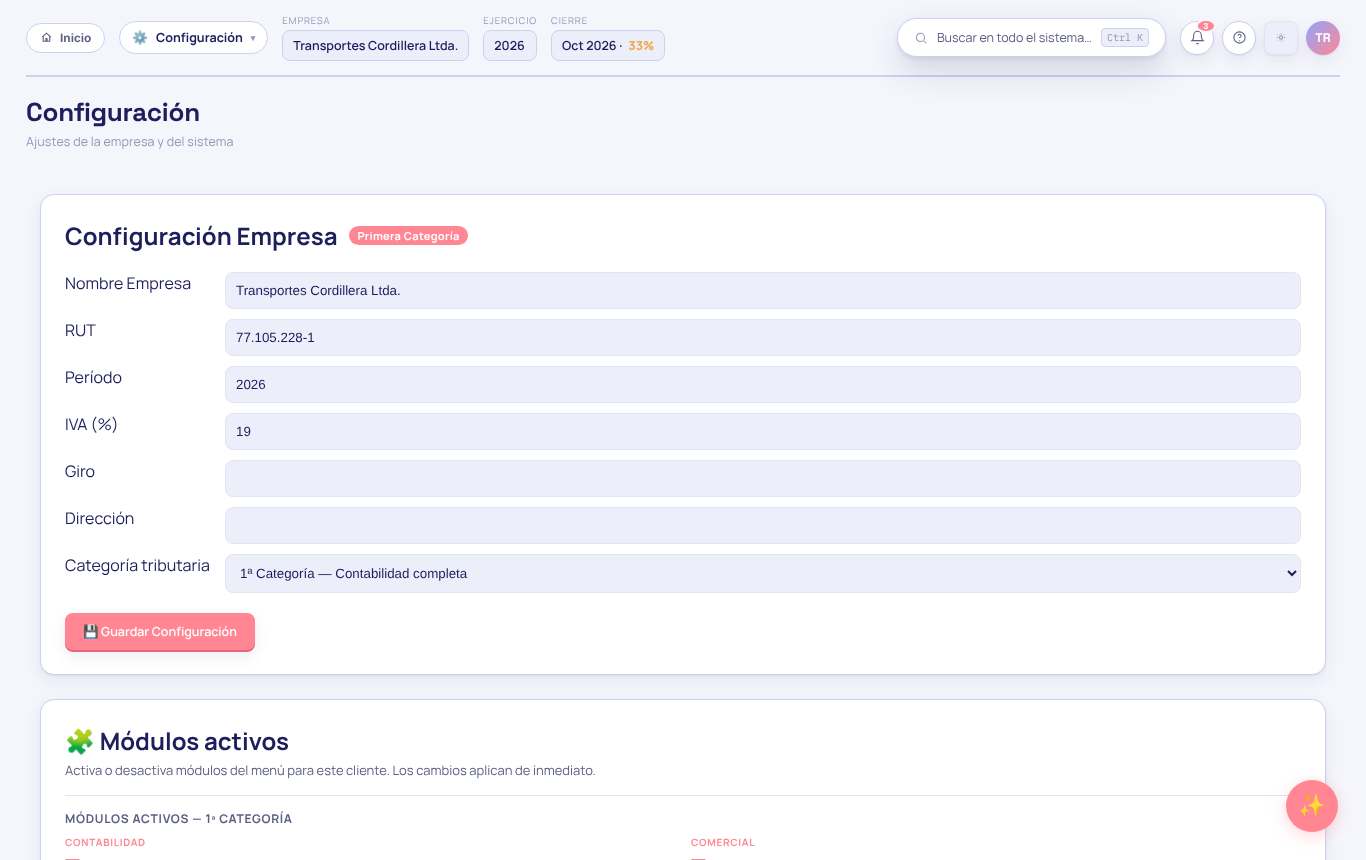 Inicio
Configuración
EMPRESA
Transportes Cordillera Ltda.
EJERCICIO
2026
CIERRE
Oct 2026 · 33%
Buscar en todo el sistema...
Ctrl K
3
TR
Configuración
Ajustes de la empresa y del sistema
Configuración Empresa
Primera Categoría
Nombre Empresa
Transportes Cordillera Ltda.
RUT
77.105.228-1
Período
2026
IVA (%)
19
Giro
Dirección
Categoría tributaria
1ª Categoría — Contabilidad completa
Guardar Configuración
Módulos activos
Activa o desactiva módulos del menú para este cliente. Los cambios aplican de inmediato.
MÓDULOS ACTIVOS — 1ª CATEGORÍA
CONTABILIDAD
COMERCIAL